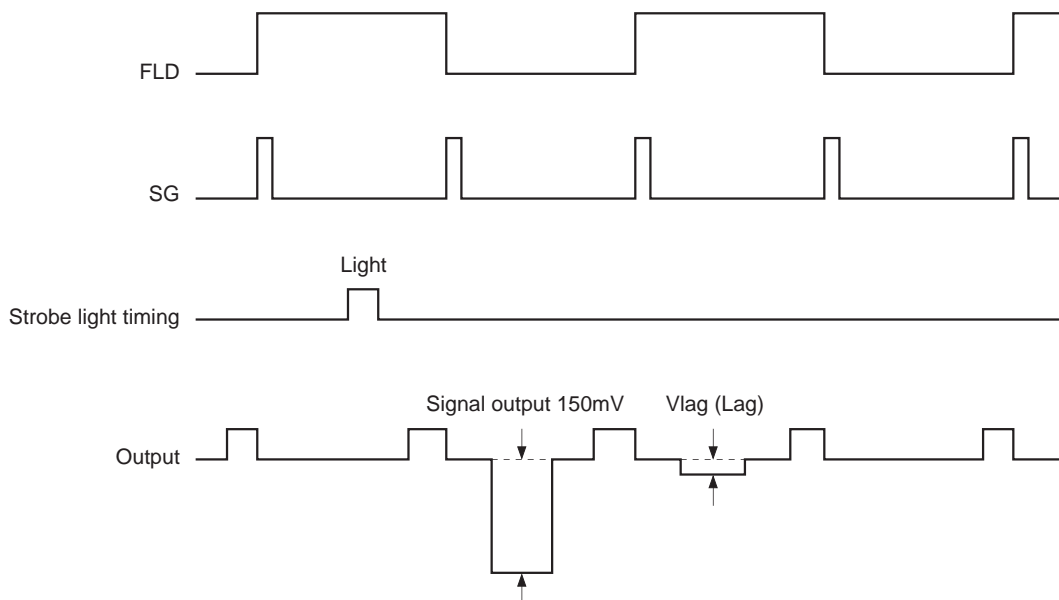 FLD
SG
Light
Strobe light timing
Signal output 150mV Vlag (Lag)
Output